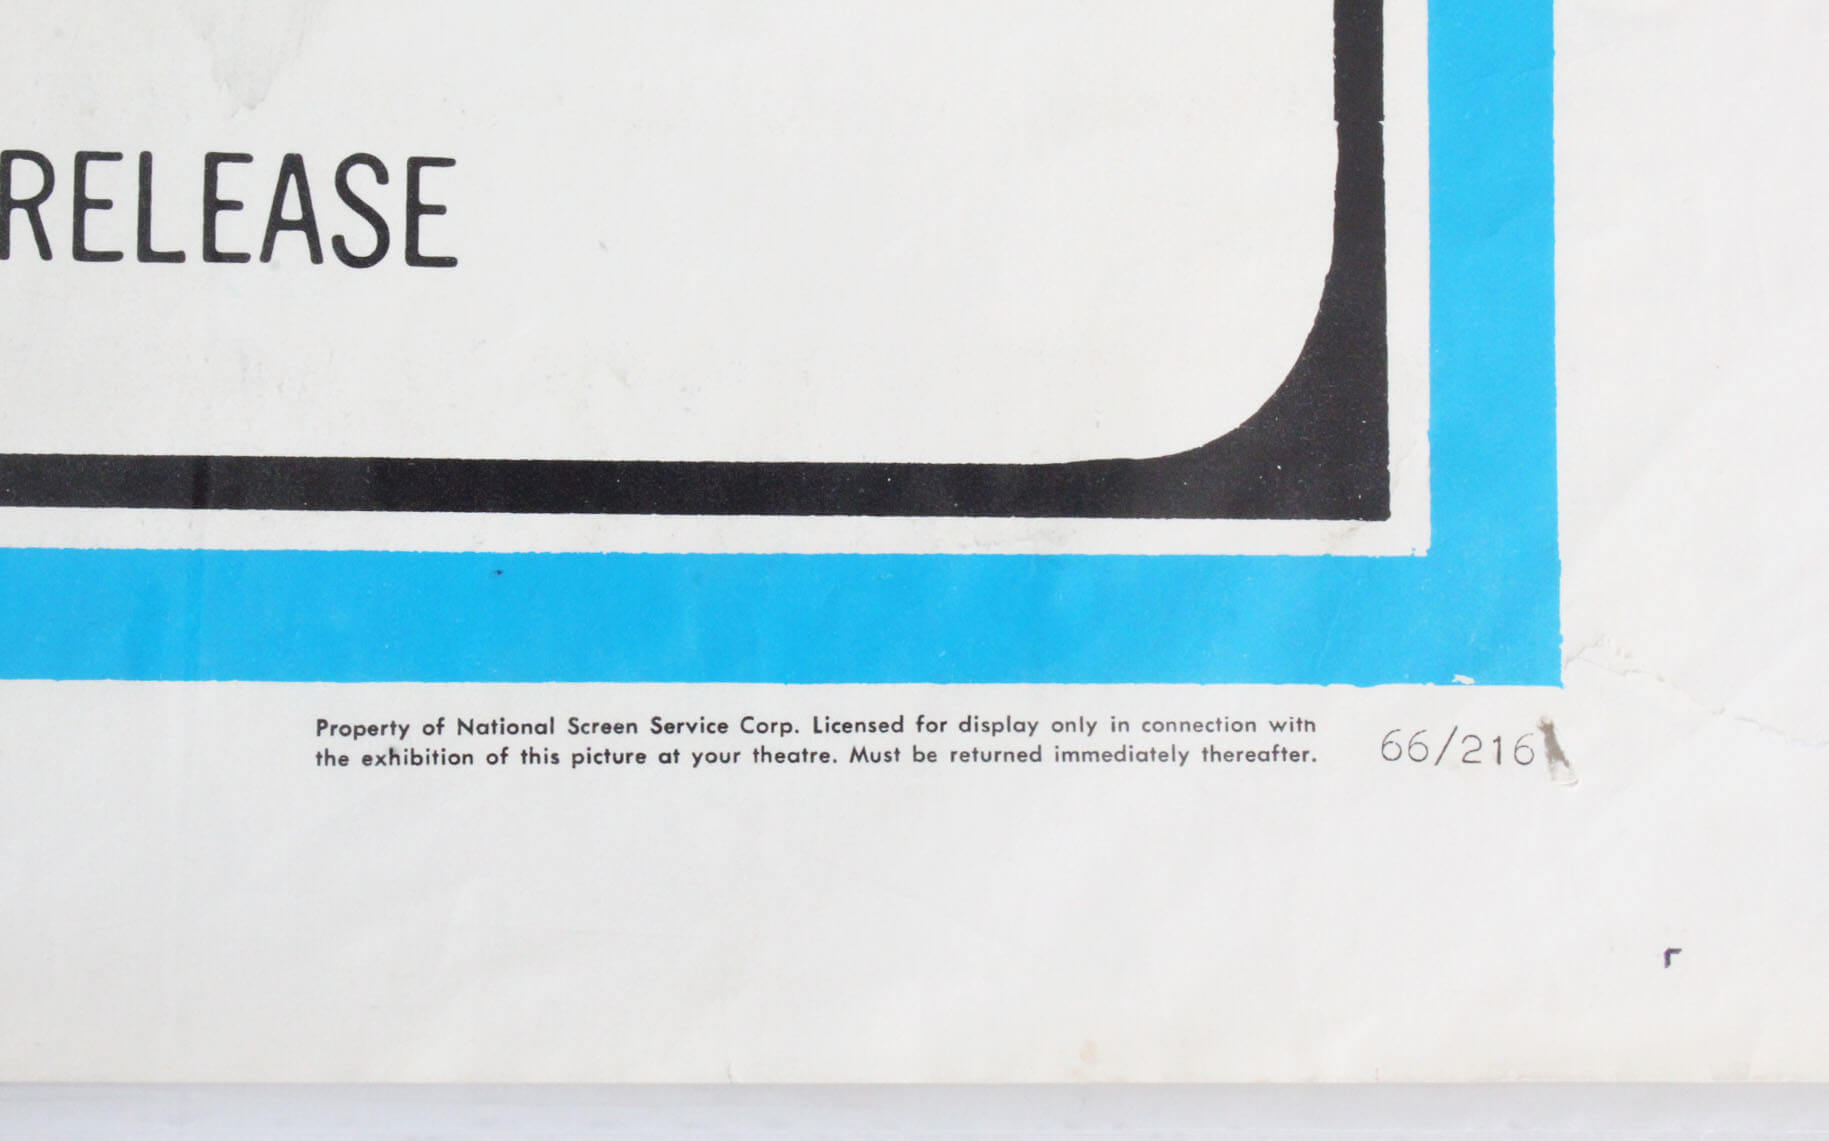 RELEASE
Property of National Screen Service Corp. Licensed for display only in connection with
the exhibition of this picture at your theatre. Must be returned immediately thereafter.
66/216